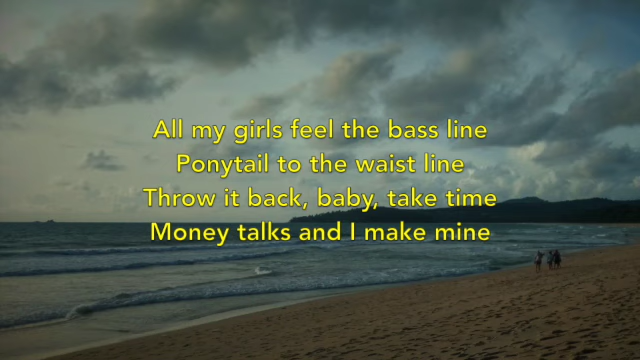 All my girls feel the bass line
Ponytail to the waist line
Throw it back, baby, take time
Money talks and I make mine